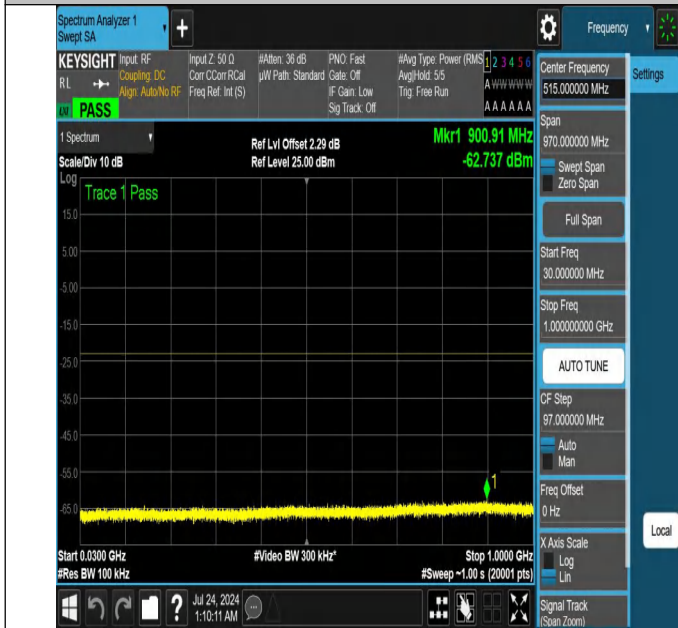 Spectrum Analyzer 1
Swept SA
+
Frequency
KEYSIGHT
RL
PASS
Input: RF
Coupling: DC
Align: Auto/No RF
Input Z: 50 Ω
Corr CCorr RCal
Freq Ref: Int (S)
#Atten: 36 dB
µW Path: Standard
PNO: Fast
Gate: Off
IF Gain: Low
Sig Track: Off
#Avg Type: Power (RMS
Avg|Hold: 5/5
Trig: Free Run
1 2 3 4 5 6
A W W W W W
A A A A A A
Center Frequency
515.000000 MHz
Settings
1 Spectrum
Scale/Div 10 dB
Ref Lvl Offset 2.29 dB
Ref Level 25.00 dBm
Mkr1 900.91 MHz
-62.737 dBm
Log
Trace 1 Pass
15.0
5.00
-5.00
-15.0
-25.0
-35.0
-45.0
-55.0
-65.0
1
Start 0.0300 GHz
#Res BW 100 kHz
#Video BW 300 kHz*
Stop 1.0000 GHz
#Sweep ~1.00 s (20001 pts)
Span
970.000000 MHz
Swept Span
Zero Span
Full Span
Start Freq
30.000000 MHz
Stop Freq
1.000000000 GHz
AUTO TUNE
CF Step
97.000000 MHz
Auto
Man
Freq Offset
0 Hz
X Axis Scale
Log
Lin
Signal Track
(Span Zoom)
Local
?
Jul 24, 2024
1:10:11 AM